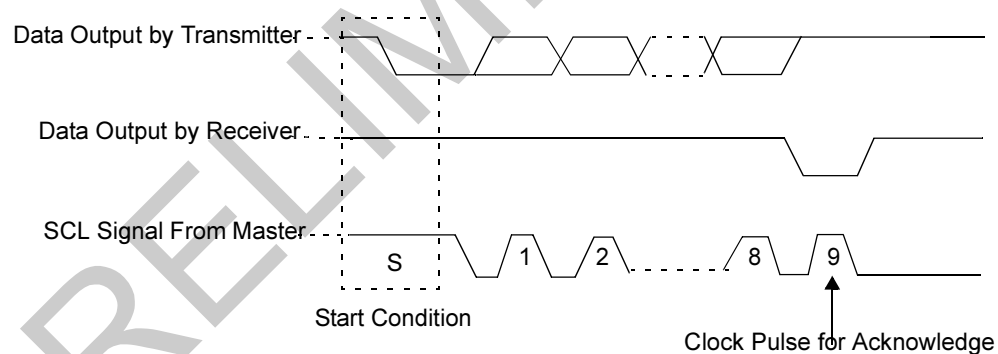 Data Output by Transmitter
Data Output by Receiver
SCL Signal From Master
S
1
2
8
9
Start Condition
Clock Pulse for Acknowledge
RELIM